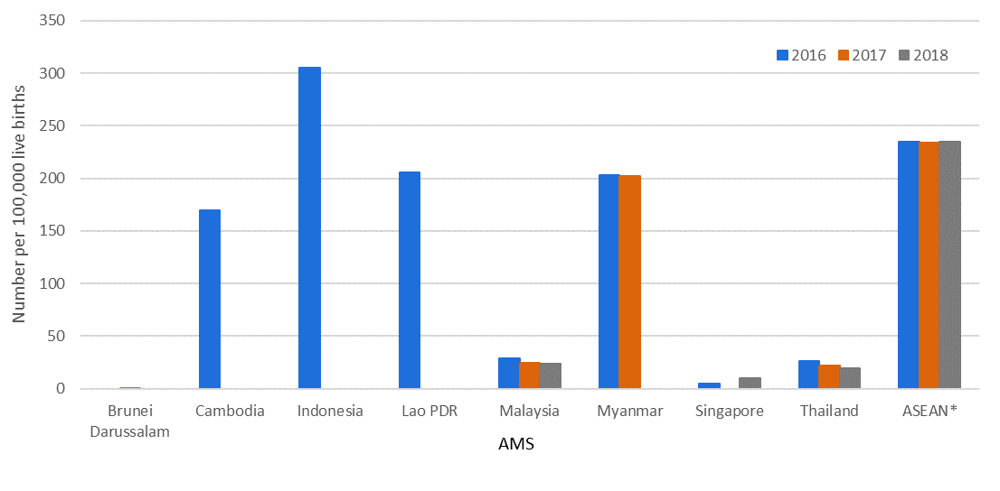 350
300
250
200
150
100
50
0
Number per 100,000 live births
2016 2017 2018
Brunei Darussalam
Cambodia
Indonesia
Lao PDR
Malaysia
Myanmar
Singapore
Thailand
ASEAN*
AMS